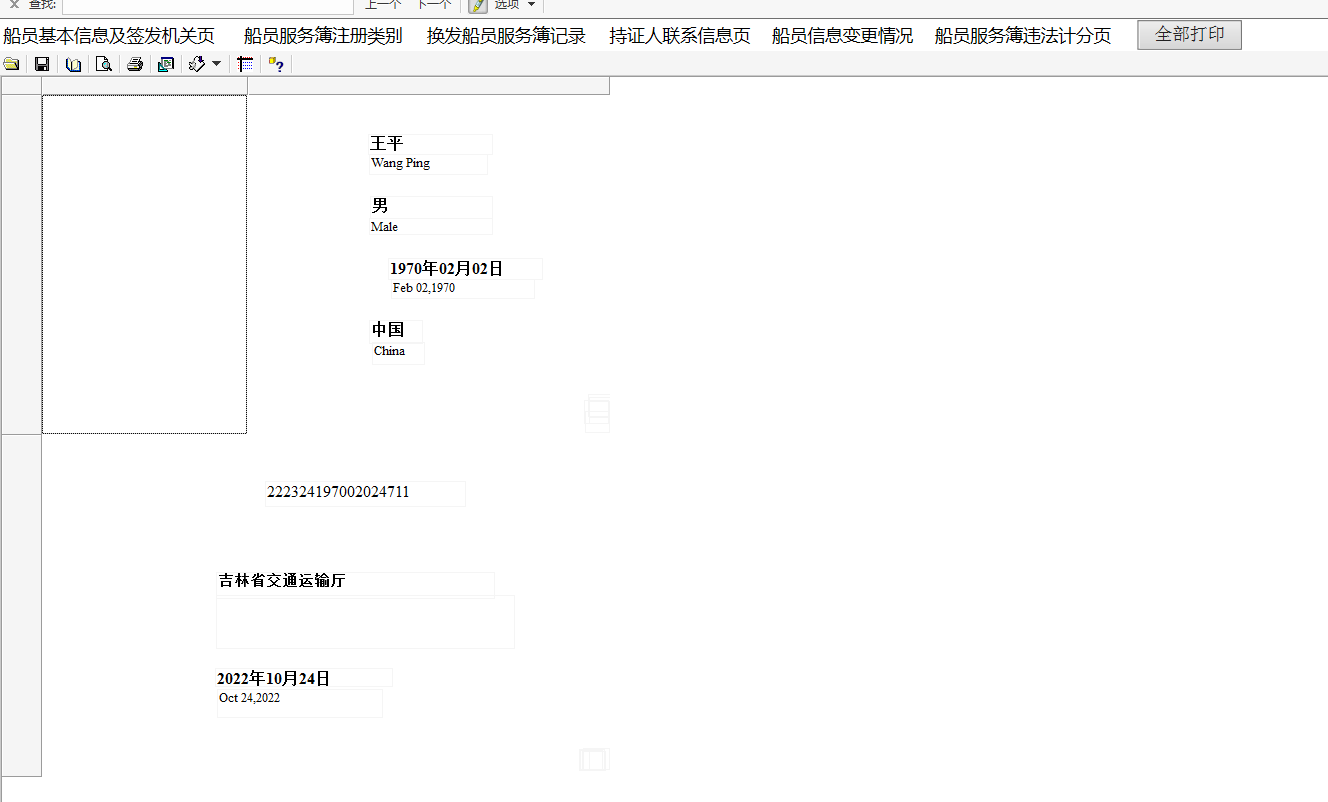 查找: 上一个 下一个 选项
船员基本信息及签发机关页 船员服务簿注册类别 换发船员服务簿记录 持证人联系信息页 船员信息变更情况 船员服务簿违法计分页 全部打印
王平
Wang Ping
男
Male
1970年02月02日
Feb 02,1970
中国
China
222324197002024711
吉林省交通运输厅
2022年10月24日
Oct 24,2022